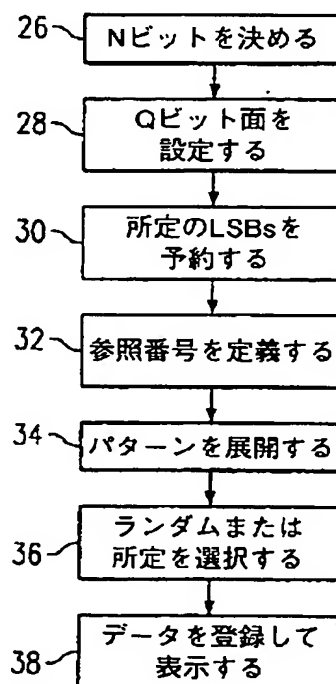 26
Nビットを決める
28
Qビット面を
設定する
30
所定のLSBsを
予約する
32
参照番号を定義する
34
パターンを展開する
36
ランダムまたは
所定を選択する
38
データを登録して
表示する